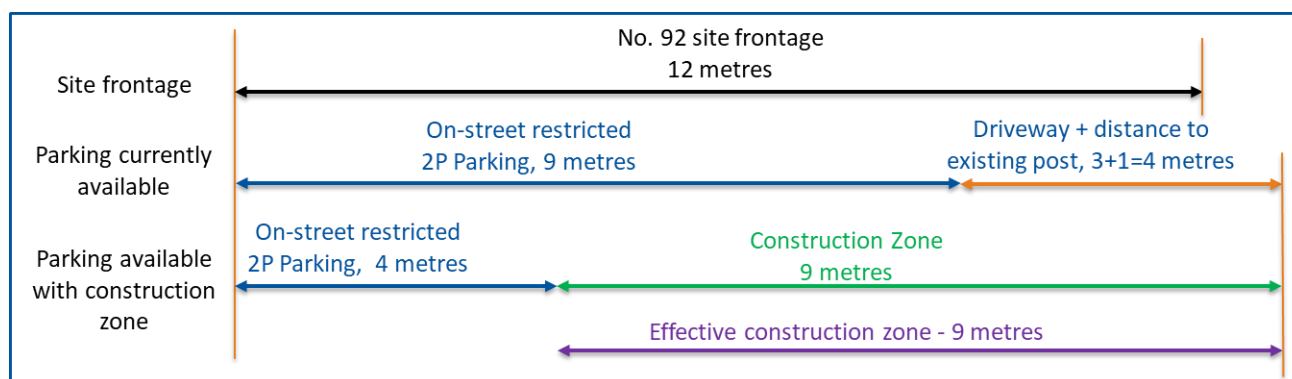 No. 92 site frontage
12 metres
Site frontage
On-street restricted
2P Parking, 9 metres
Driveway + distance to
existing post, 3+1=4 metres
Parking currently
available
On-street restricted
2P Parking,  4 metres
Construction Zone
9 metres
Parking available
with construction
zone
Effective construction zone - 9 metres